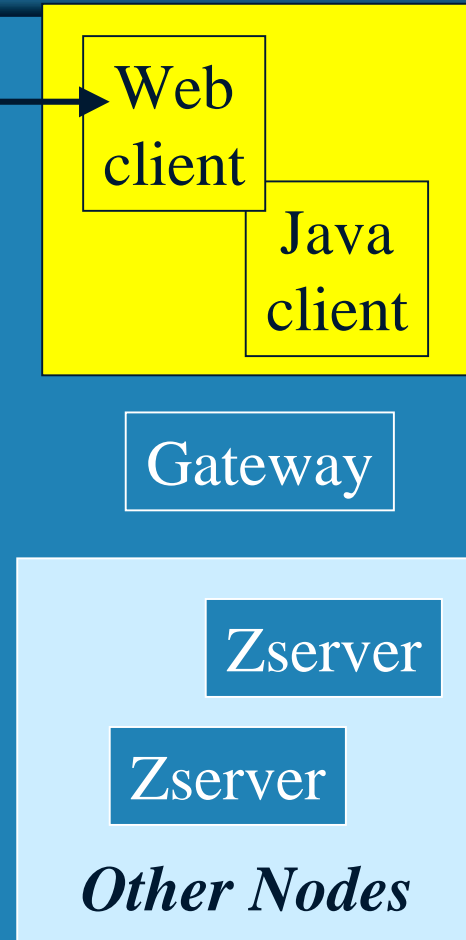 Web
client
Java
client
Gateway
Zserver
Zserver
Other Nodes